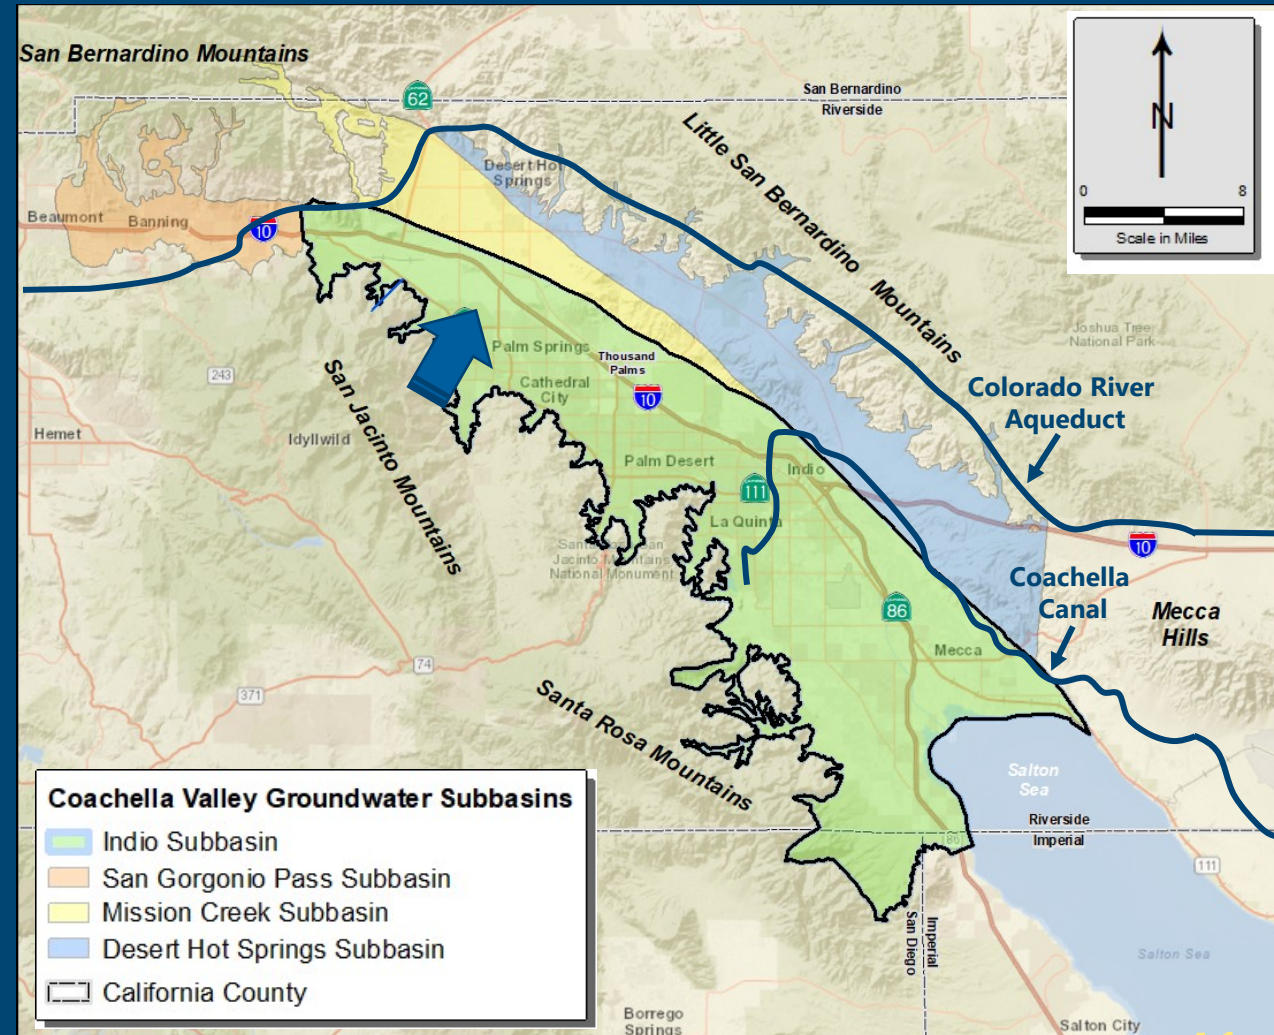 San Bernardino Mountains
62
San Bernardino
Riverside
N
0 8
Scale in Miles
Little San Bernardino Mountains
Desert Hot
Springs
Beaumont
Banning
10
Joshua Tree
National Park
Palm Springs
Thousand
Palms
243
Cathedral
City
10
Colorado River
Aqueduct
San Jacinto Mountains
Hemet
Idyllwild
Palm Desert
Indio
111
La Quinta
10
Jacinto Mountains
National Monument
Coachella
Canal
86
Mecca
Hills
Mecca
74
371
Santa Rosa Mountains
Salton
Sea
Riverside
Imperial
86
111
Coachella Valley Groundwater Subbasins
Indio Subbasin
San Gorgonio Pass Subbasin
Mission Creek Subbasin
Desert Hot Springs Subbasin
California County
Imperial
San Diego
Salton Sea
Borrego
Springs
Salton City